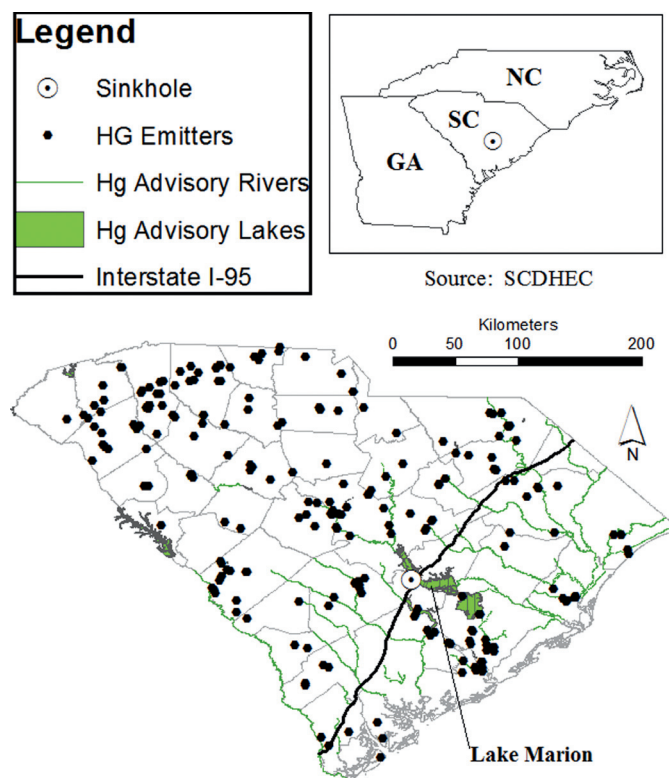 Legend
Sinkhole
HG Emitters
Hg Advisory Rivers
Hg Advisory Lakes
Interstate I-95
NC
SC
GA
Source: SCDHEC
Kilometers
0 50 100 200
N
Lake Marion